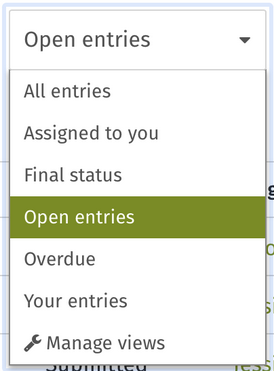 Open entries
All entries
Assigned to you
Final status
Open entries
Overdue
Your entries
Manage views